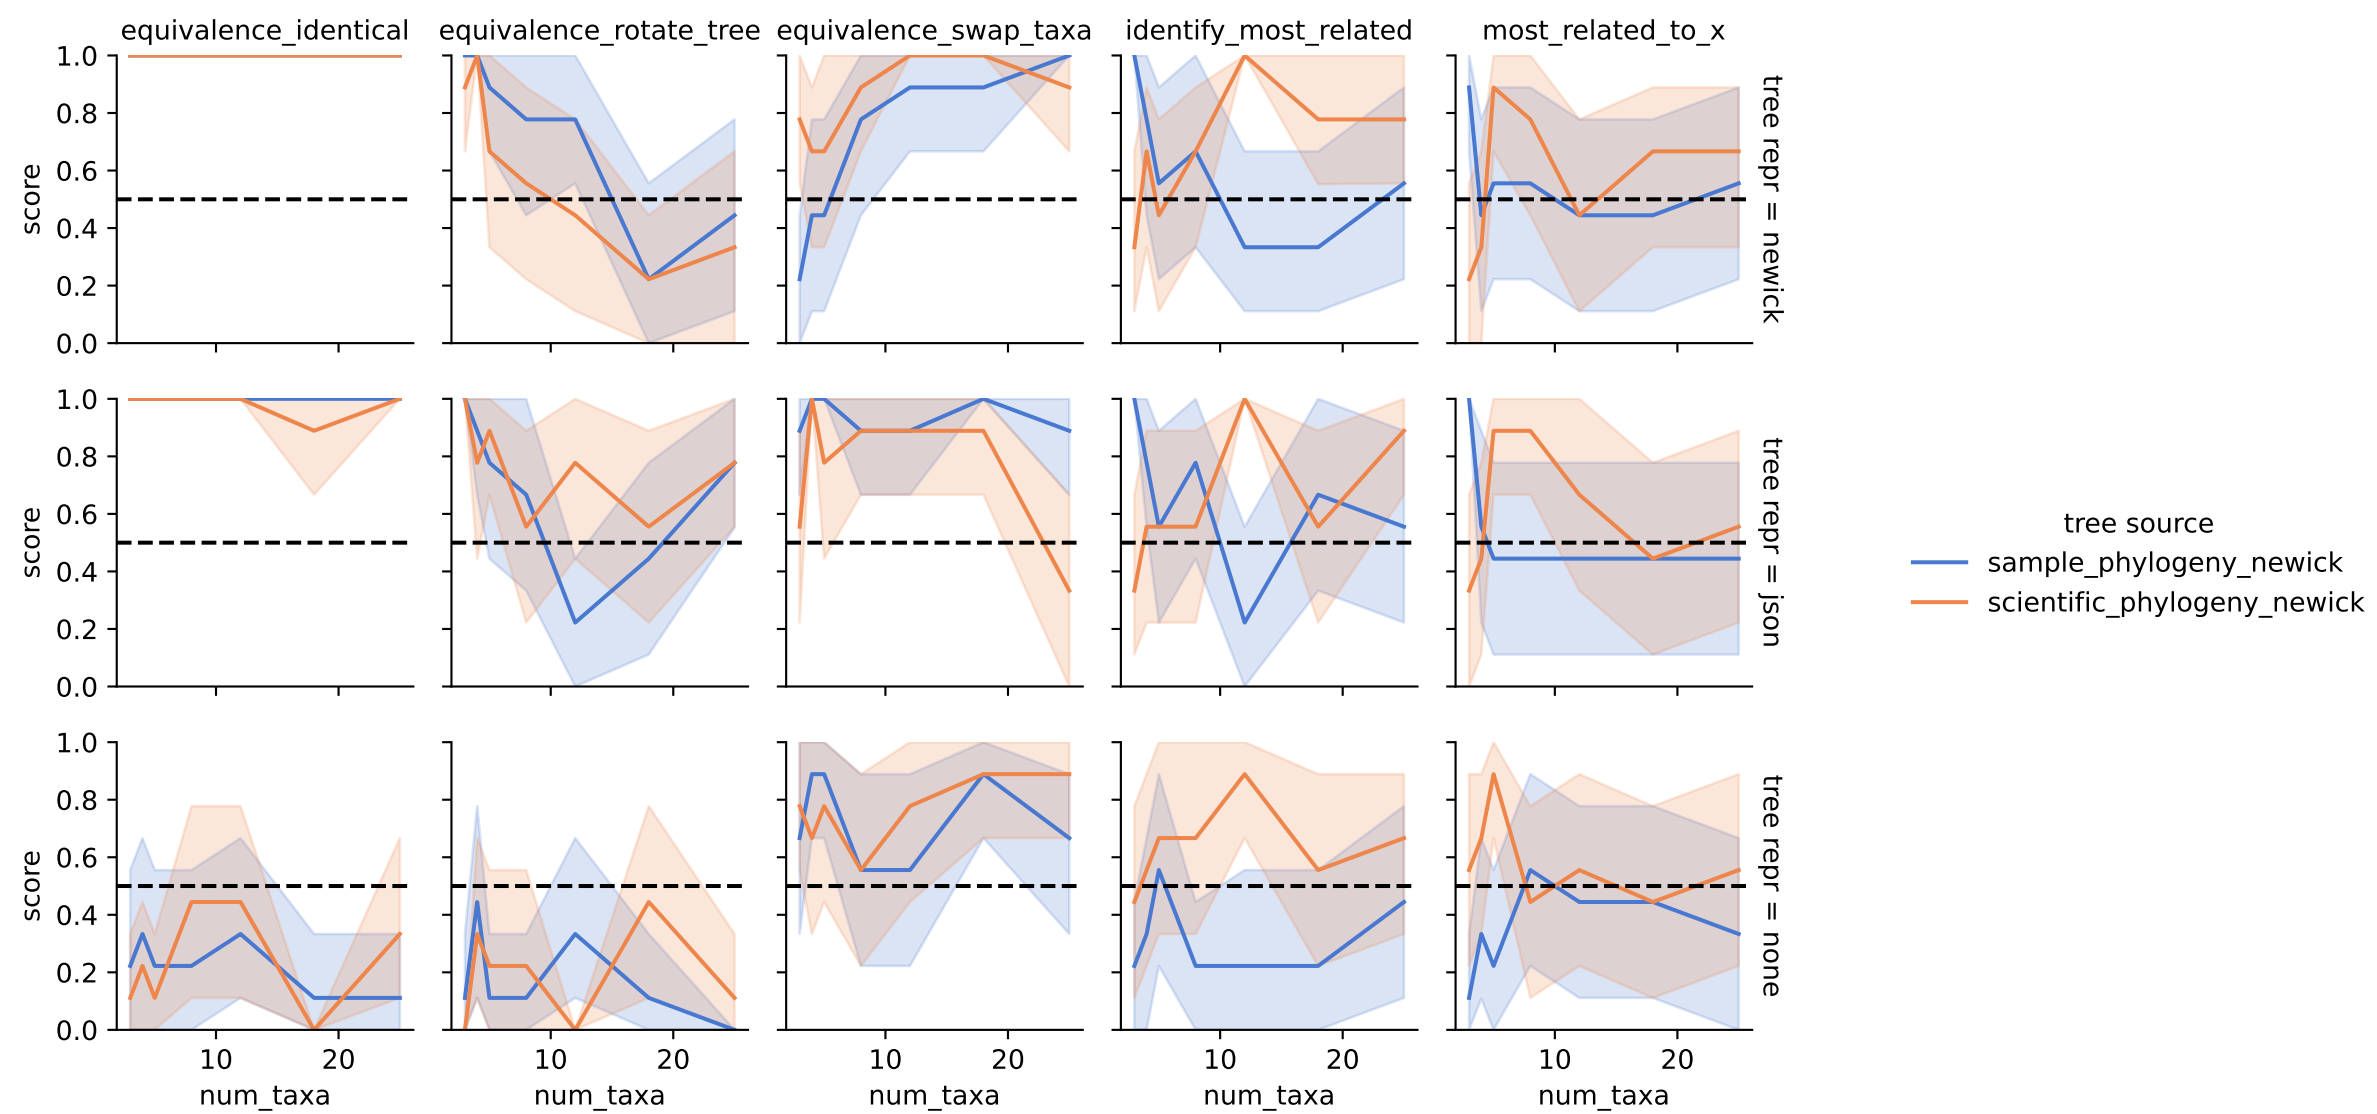 equivalence_identical equivalence_rotate_tree equivalence_swap_taxa identify_most_related most_related_to_x
1.0
0.8
0.6
0.4
0.2
0.0
score
tree repr = newick
1.0
0.8
0.6
0.4
0.2
0.0
score
tree repr = json
tree source
sample_phylogeny_newick
scientific_phylogeny_newick
1.0
0.8
0.6
0.4
0.2
0.0
score
tree repr = none
10 20 10 20 10 20 10 20 10 20
num_taxa num_taxa num_taxa num_taxa num_taxa